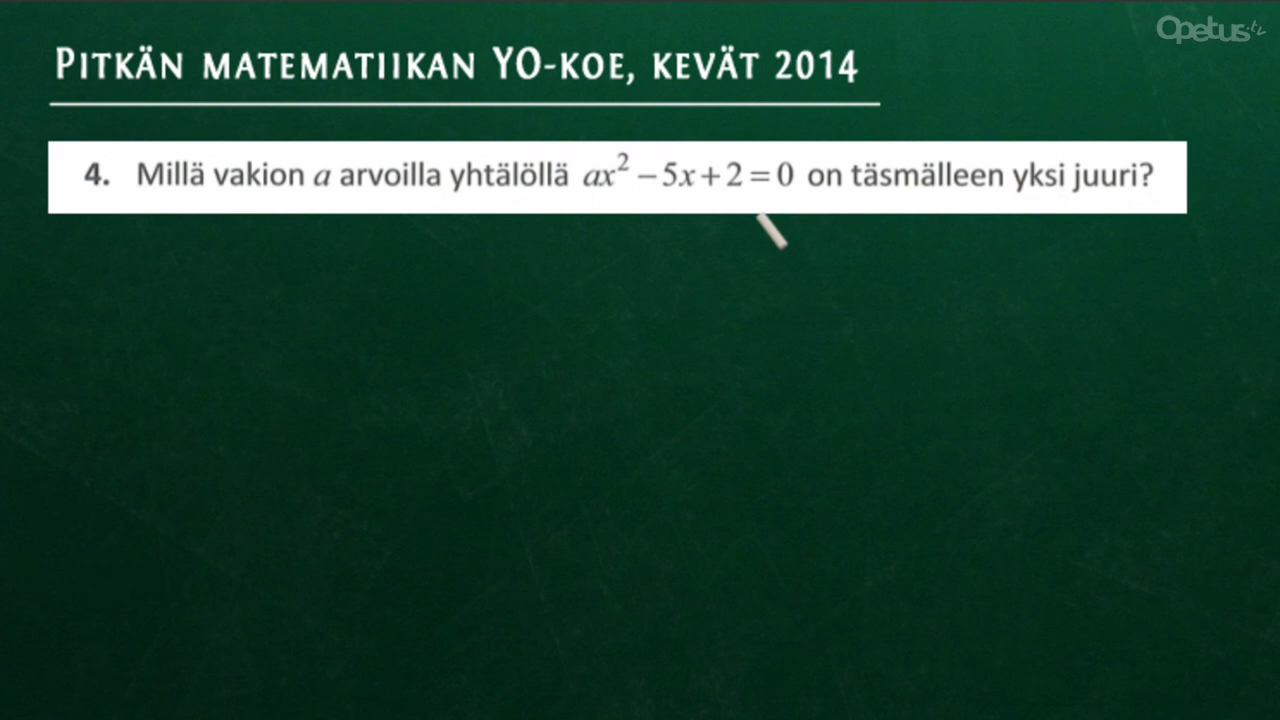 Opetus.tv
PITKÄN MATEMATIIKAN YO-KOE, KEVÄT 2014
4. Millä vakion a arvoilla yhtälöllä ax² − 5x + 2 = 0 on täsmälleen yksi juuri?